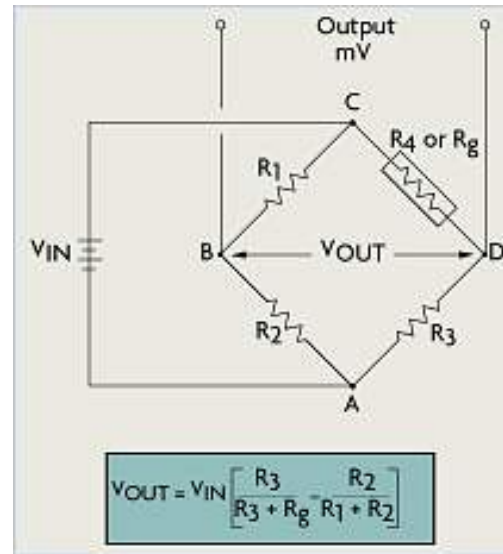 Output
mV
C
R4 or Rg
R1
VIN
B
VOUT
D
R2
R3
A
VOUT = VIN [ R3 / R3 + Rg - R2 / R1 + R2 ]